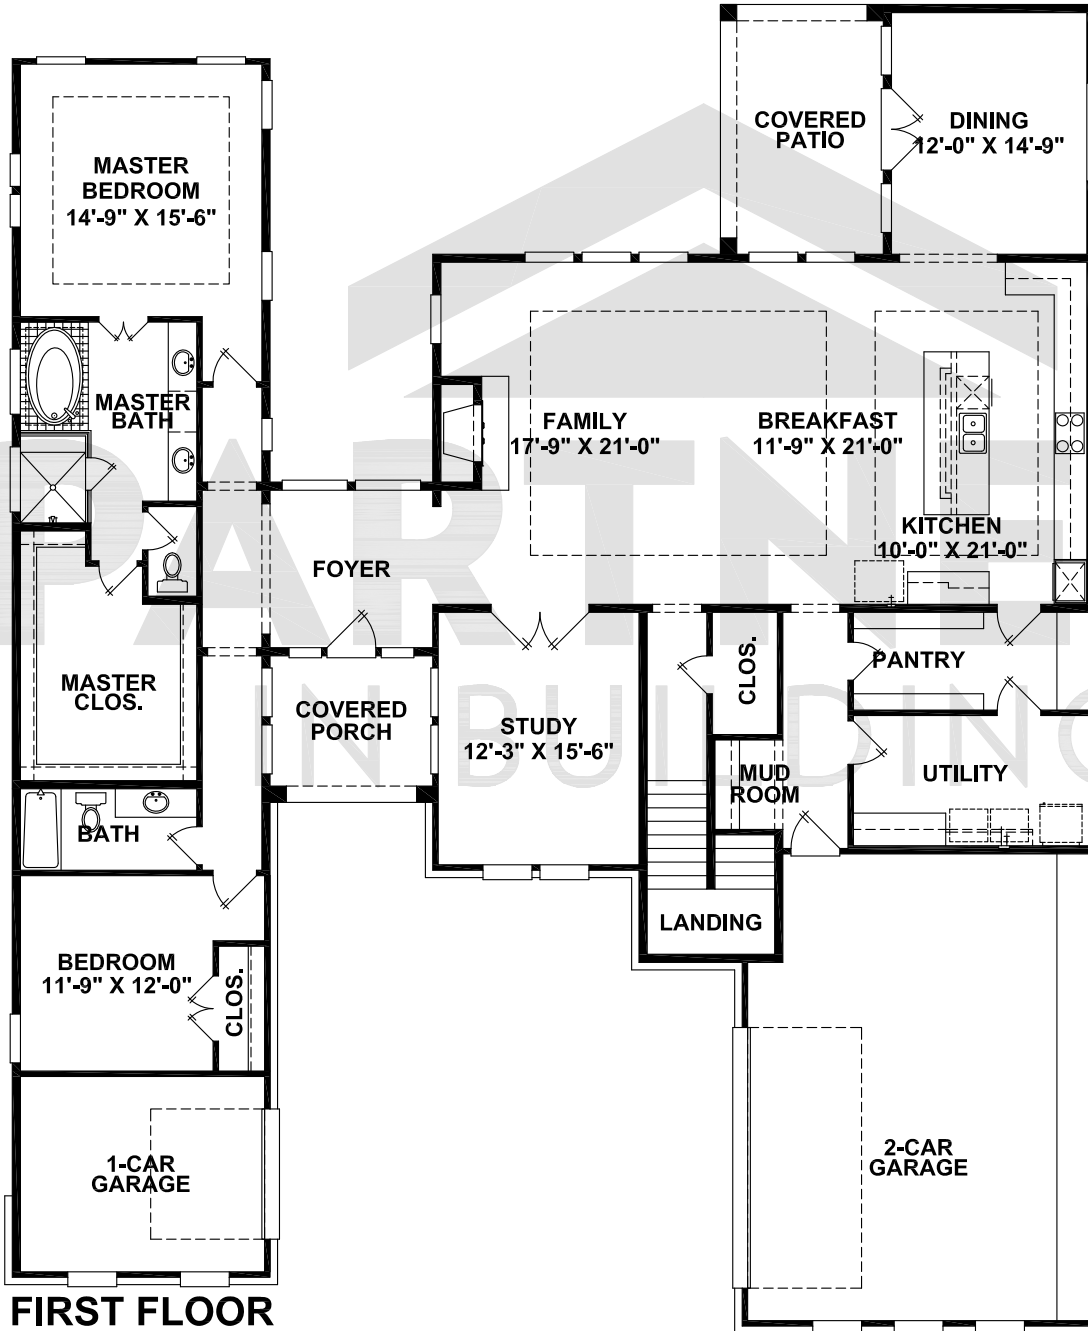 COVERED
PATIO
DINING
12'-0" X 14'-9"
MASTER
BEDROOM
14'-9" X 15'-6"
MASTER
BATH
FAMILY
17'-9" X 21'-0"
BREAKFAST
11'-9" X 21'-0"
KITCHEN
10'-0" X 21'-0"
FOYER
PARTNE
IN BUILDING
MASTER
CLOS.
COVERED
PORCH
STUDY
12'-3" X 15'-6"
CLOS.
PANTRY
MUD
ROOM
UTILITY
BATH
LANDING
BEDROOM
11'-9" X 12'-0"
CLOS.
1-CAR
GARAGE
2-CAR
GARAGE
FIRST FLOOR